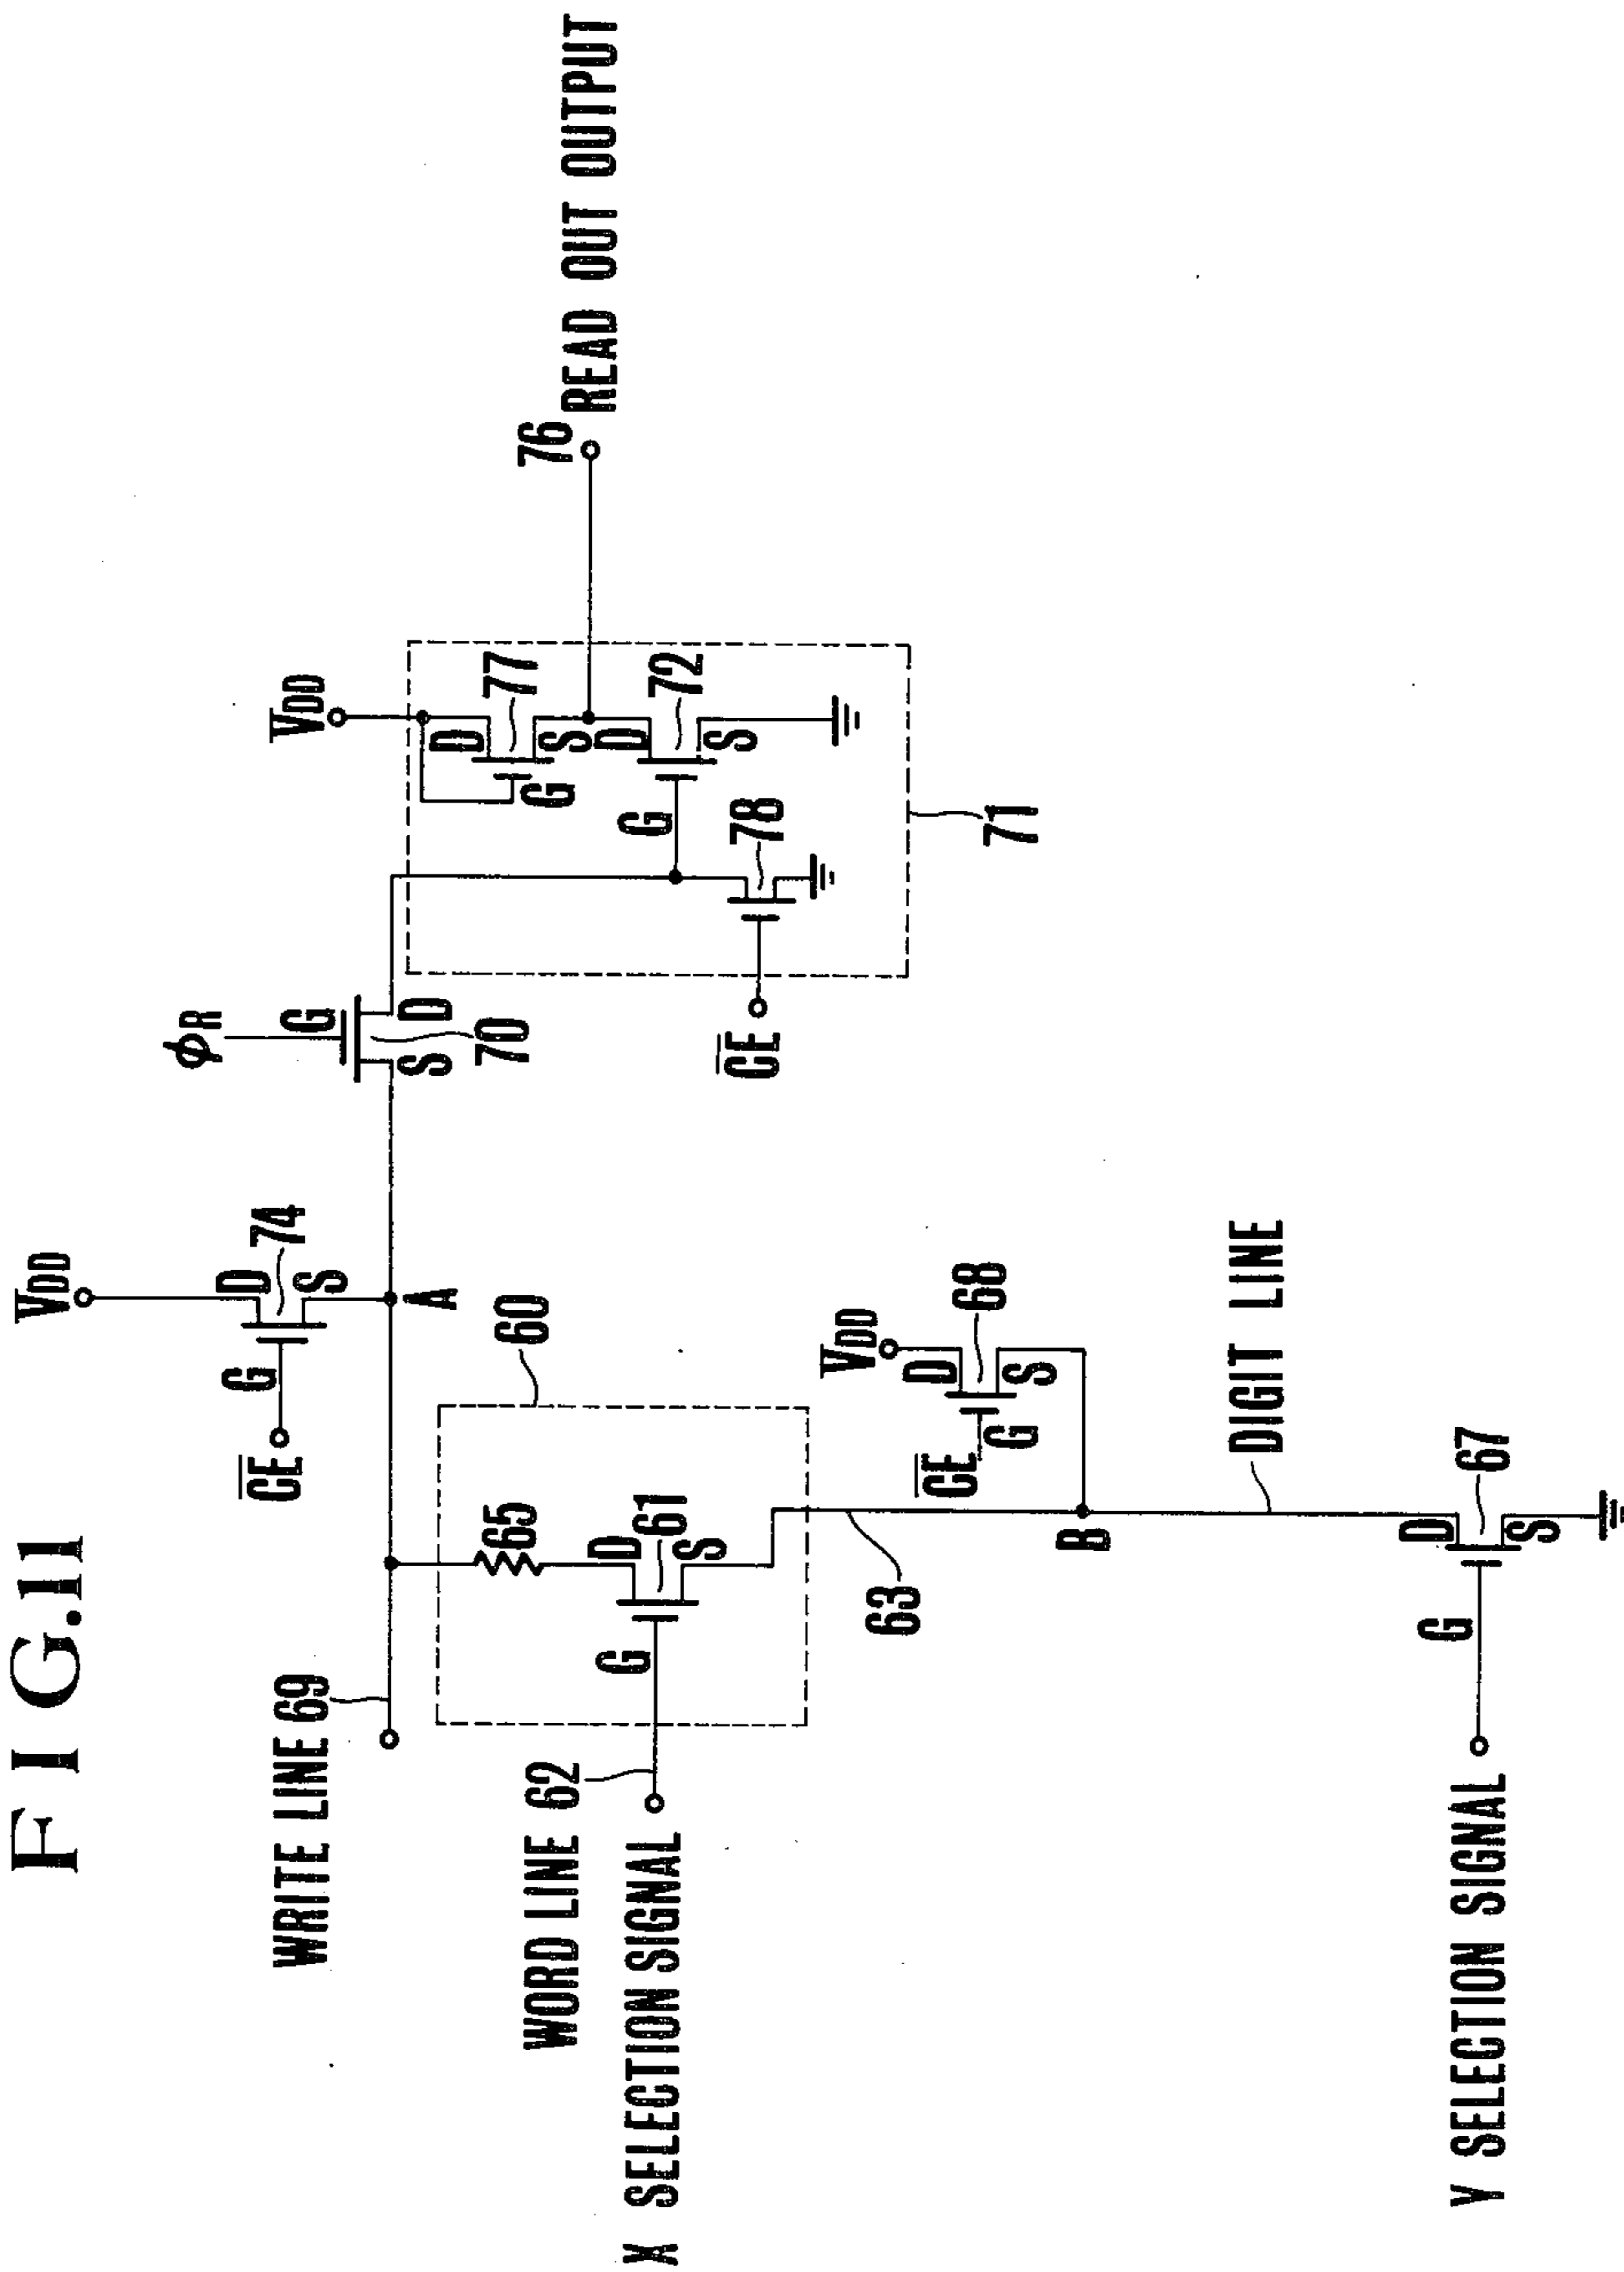 FIG.11
VDD
D
74
S
G
CE
A
WRITE LINE 69
ΦR
G
S
D
70
60
65
D
61
S
G
WORD LINE 62
X SELECTION SIGNAL
63
VDD
D
68
S
G
CE
B
DIGIT LINE
D
67
S
G
Y SELECTION SIGNAL
VDD
D
77
S
G
D
72
S
G
78
CE
71
76
READ OUT OUTPUT